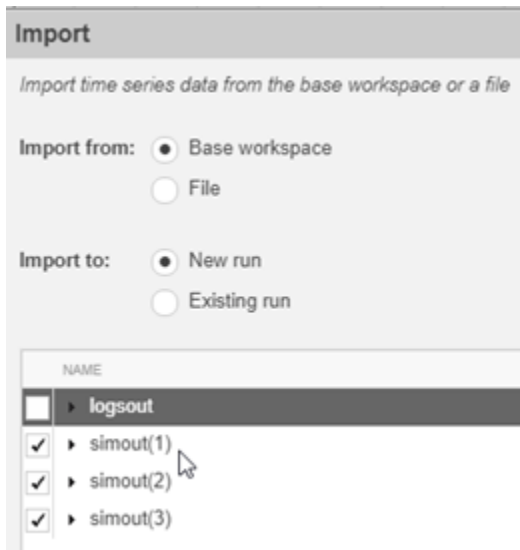 Import
Import time series data from the base workspace or a file
Import from: Base workspace
File
Import to: New run
Existing run
NAME
logsout
simout(1)
simout(2)
simout(3)